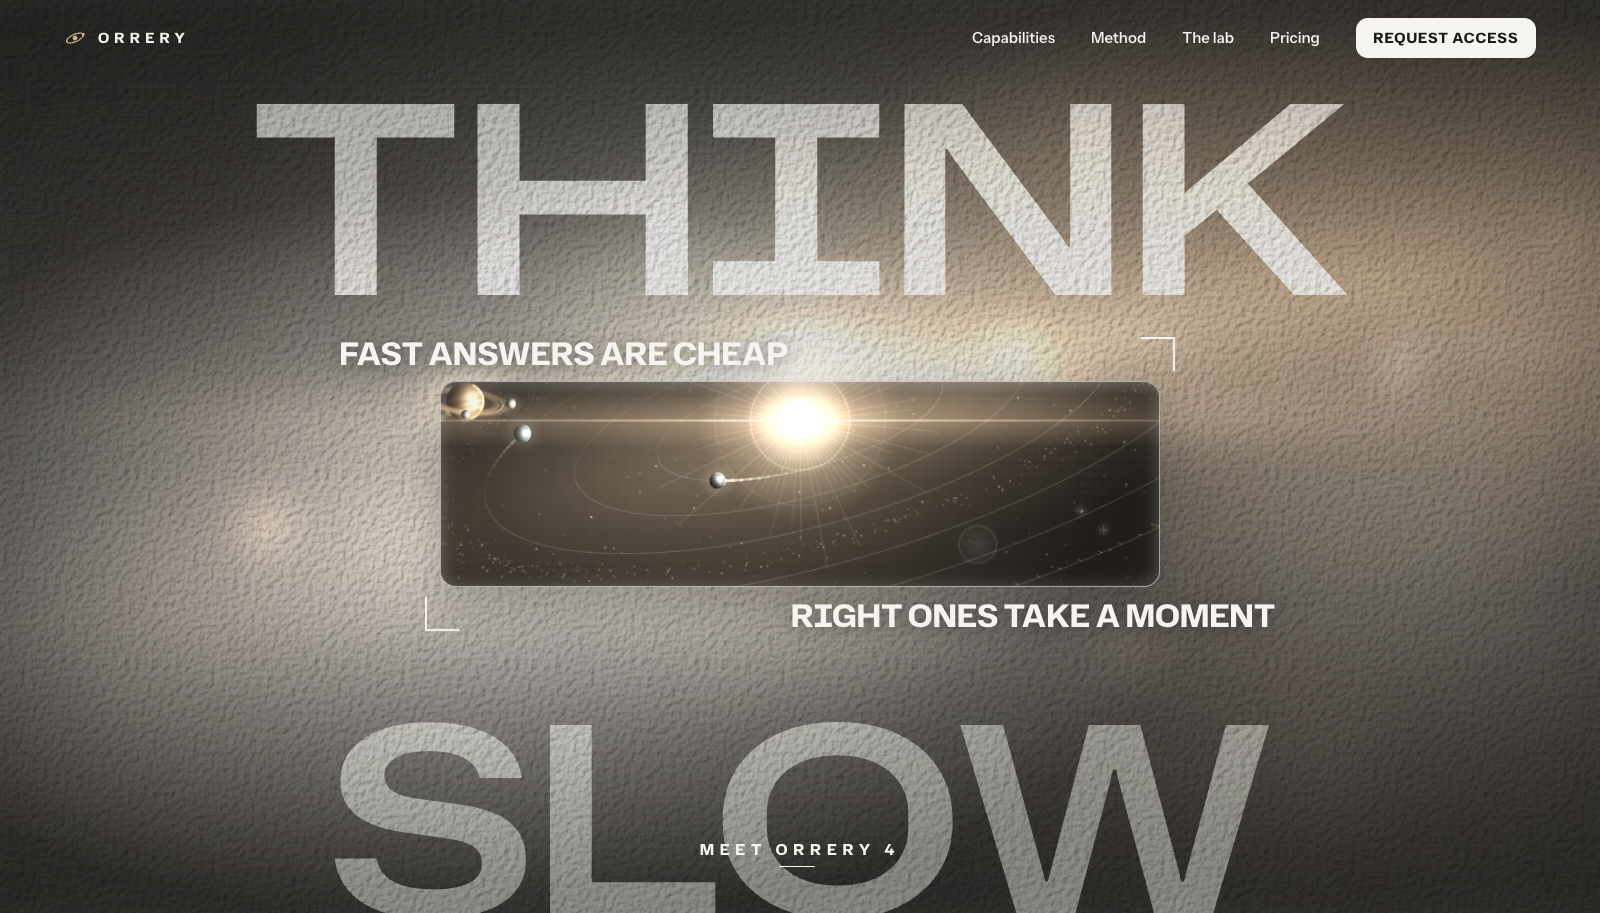 ORRERY
Capabilities
Method
The lab
Pricing
REQUEST ACCESS
THINK
FAST ANSWERS ARE CHEAP
RIGHT ONES TAKE A MOMENT
SLOW
MEET ORRERY 4